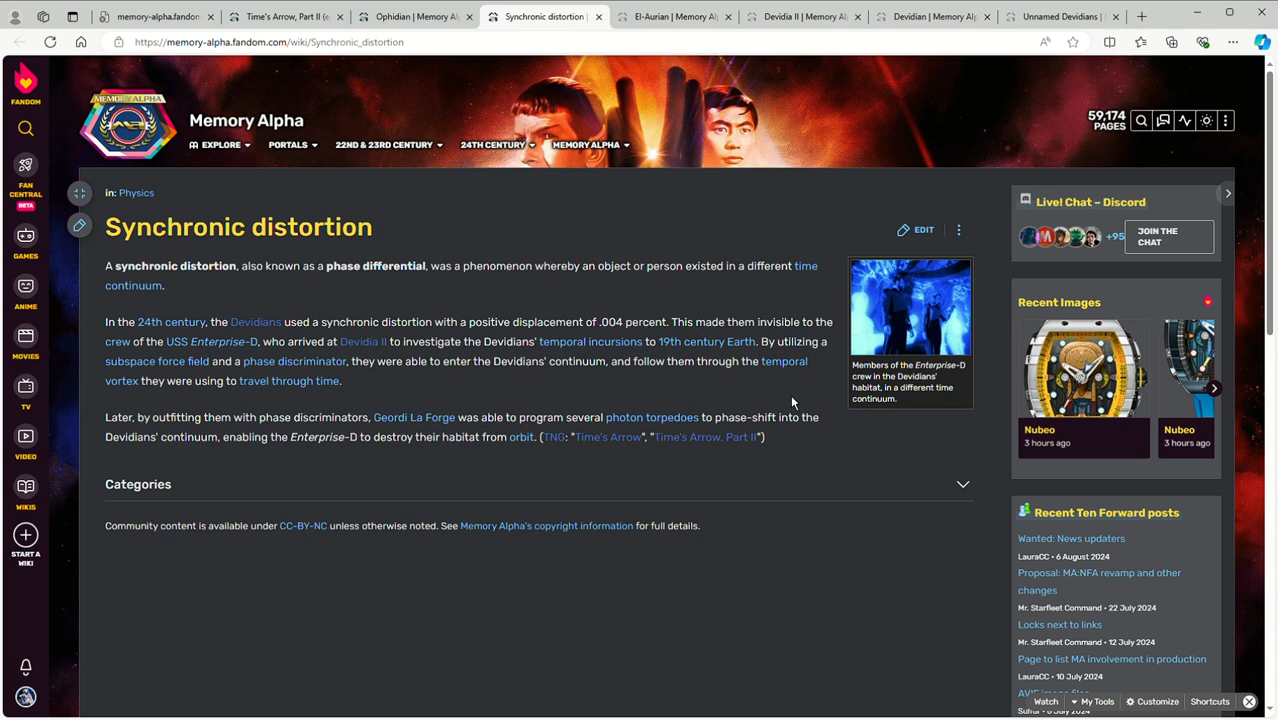 memory-alpha.fandom
Time's Arrow, Part II (e
Ophidian | Memory Al
Synchronic distortion |
El-Aurian | Memory Al
Devidia II | Memory Al
Devidian | Memory Alp
Unnamed Devidians |
https://memory-alpha.fandom.com/wiki/Synchronic_distortion
FANDOM
FAN CENTRAL
BETA
GAMES
ANIME
MOVIES
TV
VIDEO
WIKIS
START A WIKI
MEMORY ALPHA
Memory Alpha
59,174
PAGES
EXPLORE
PORTALS
22ND & 23RD CENTURY
24TH CENTURY
MEMORY ALPHA
in: Physics
Synchronic distortion
EDIT
A synchronic distortion, also known as a phase differential, was a phenomenon whereby an object or person existed in a different time
continuum.
In the 24th century, the Devidians used a synchronic distortion with a positive displacement of .004 percent. This made them invisible to the
crew of the USS Enterprise-D, who arrived at Devidia II to investigate the Devidians' temporal incursions to 19th century Earth. By utilizing a
subspace force field and a phase discriminator, they were able to enter the Devidians' continuum, and follow them through the temporal
vortex they were using to travel through time.
Later, by outfitting them with phase discriminators, Geordi La Forge was able to program several photon torpedoes to phase-shift into the
Devidians' continuum, enabling the Enterprise-D to destroy their habitat from orbit. (TNG: "Time's Arrow", "Time's Arrow, Part II")
Members of the Enterprise-D
crew in the Devidians'
habitat, in a different time
continuum.
Categories
Community content is available under CC-BY-NC unless otherwise noted. See Memory Alpha's copyright information for full details.
Live! Chat – Discord
+95
JOIN THE
CHAT
Recent Images
Nubeo
3 hours ago
Nubeo
3 hours ago
Recent Ten Forward posts
Wanted: News updaters
LauraCC • 6 August 2024
Proposal: MA:NFA revamp and other
changes
Mr. Starfleet Command • 22 July 2024
Locks next to links
Mr. Starfleet Command • 12 July 2024
Page to list MA involvement in production
LauraCC • 10 July 2024
Watch
My Tools
Customize
Shortcuts